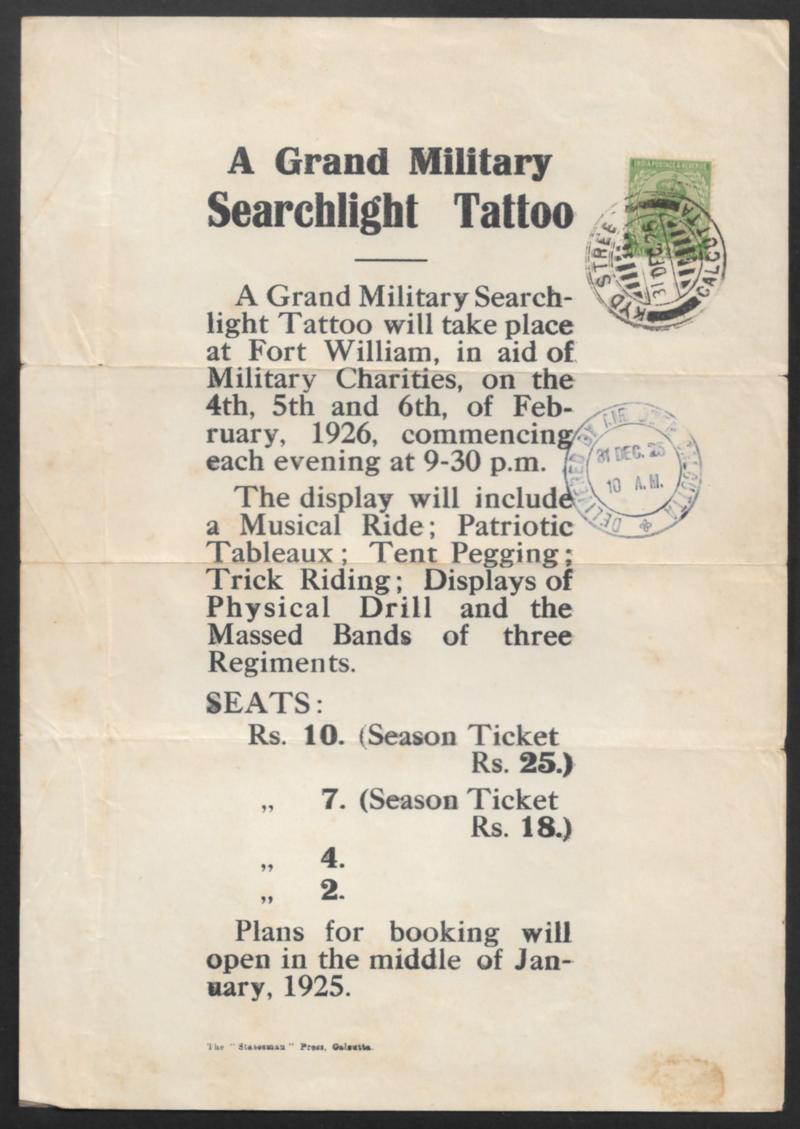 A Grand Military
Searchlight Tattoo
INDIA POSTAGE & REVENUE
KYD STREET
31 DEC. 25
CALCUTTA
A Grand Military Search-
light Tattoo will take place
at Fort William, in aid of
Military Charities, on the
4th, 5th and 6th, of Feb-
ruary, 1926, commencing
each evening at 9-30 p.m.
DELIVERED BY AIR CALCUTTA
31 DEC. 25
10 A.M.
The display will include
a Musical Ride; Patriotic
Tableaux; Tent Pegging;
Trick Riding; Displays of
Physical Drill and the
Massed Bands of three
Regiments.
SEATS:
Rs. 10. (Season Ticket
Rs. 25.)
„ 7. (Season Ticket
Rs. 18.)
„ 4.
„ 2.
Plans for booking will
open in the middle of Jan-
uary, 1925.
The "Statesman" Press, Calcutta.